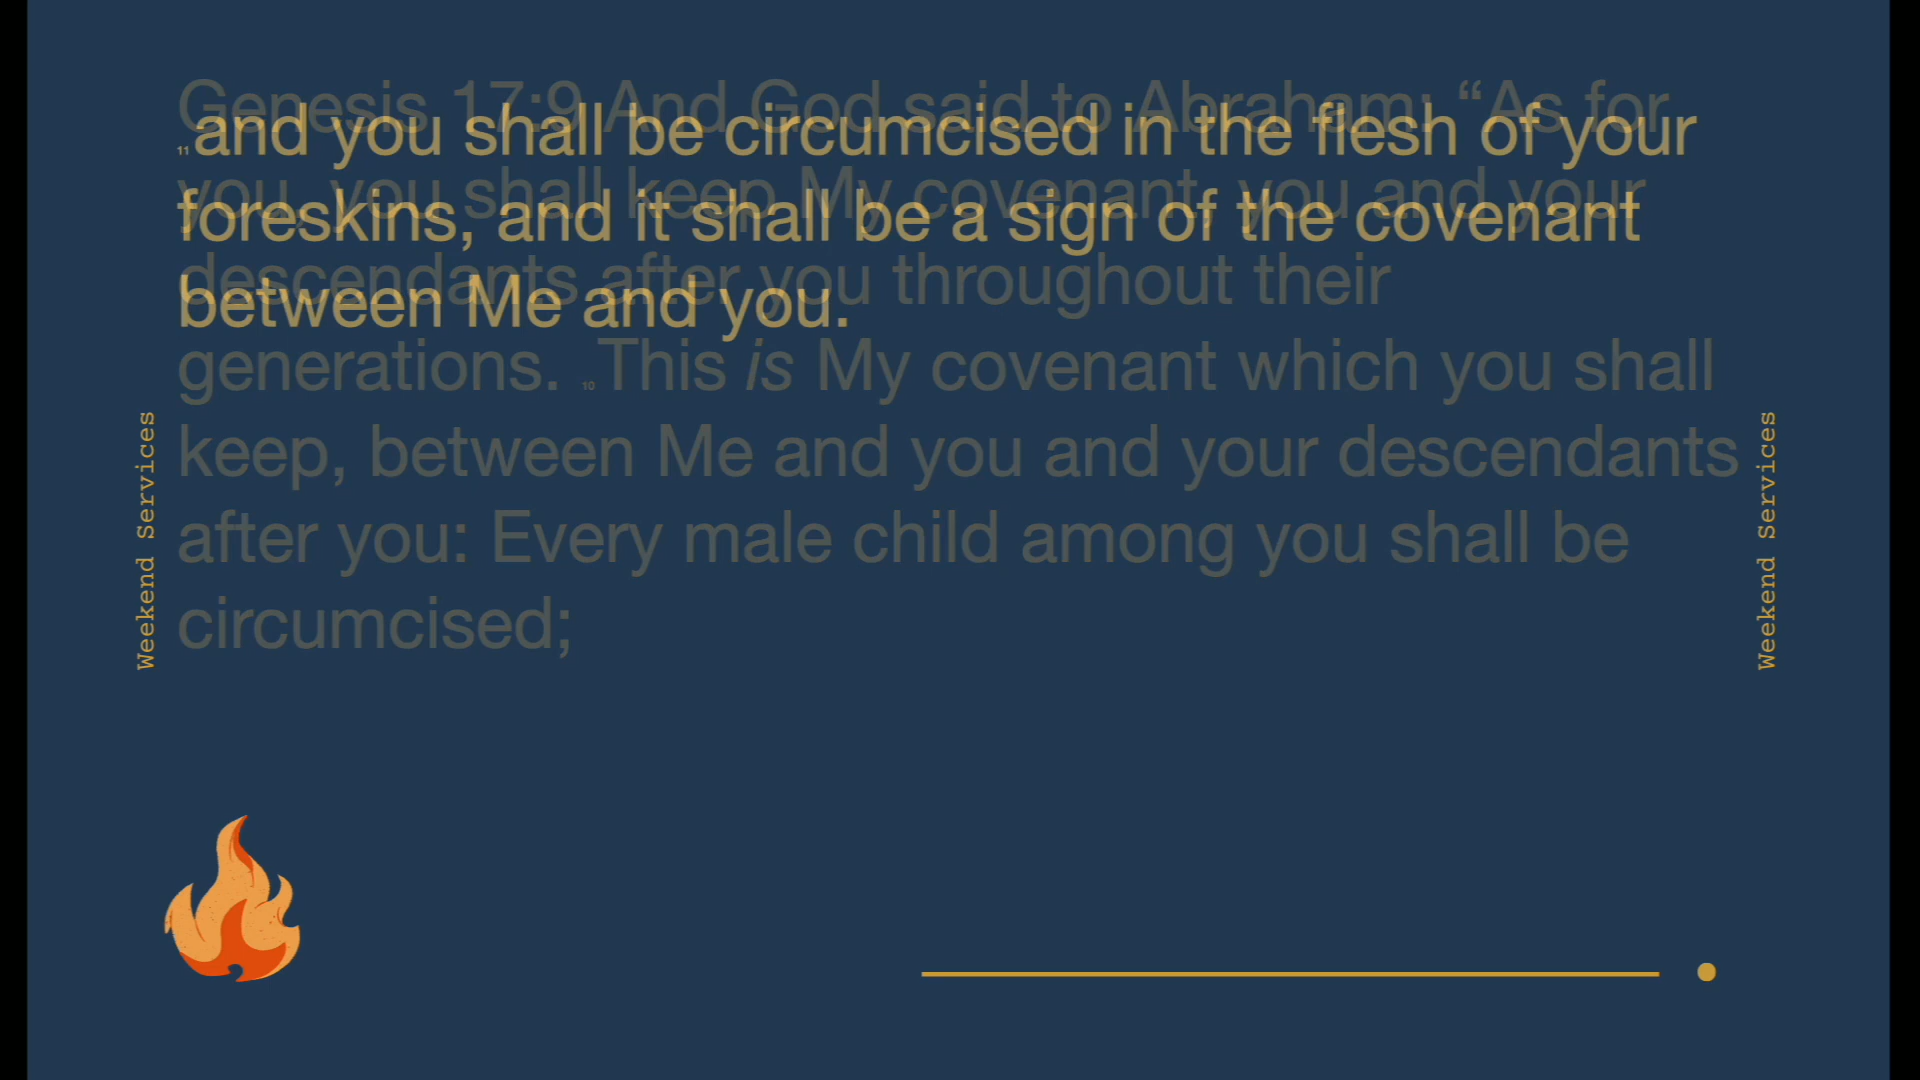 Genesis 17:9 And God said to Abraham: “As for
you, you shall keep My covenant, you and your
descendants after you throughout their
generations. 10 This is My covenant which you shall
keep, between Me and you and your descendants
after you: Every male child among you shall be
circumcised;
11 and you shall be circumcised in the flesh of your
foreskins, and it shall be a sign of the covenant
between Me and you.
Weekend Services
Weekend Services